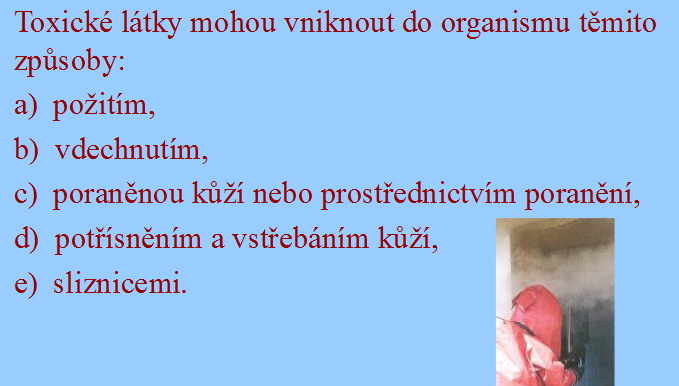 Toxické látky mohou vniknout do organismu těmito
způsoby:
a) požitím,
b) vdechnutím,
c) poraněnou kůží nebo prostřednictvím poranění,
d) potřísněním a vstřebáním kůží,
e) sliznicemi.